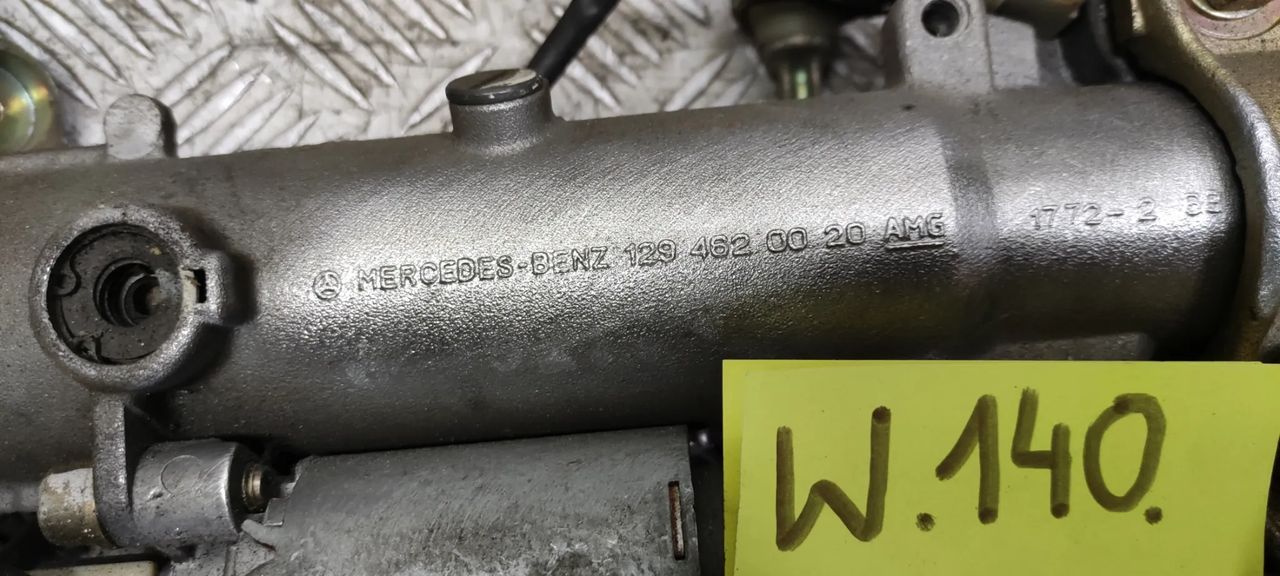 MERCEDES-BENZ 129 462 00 20 AMG
1772-2
W.140.